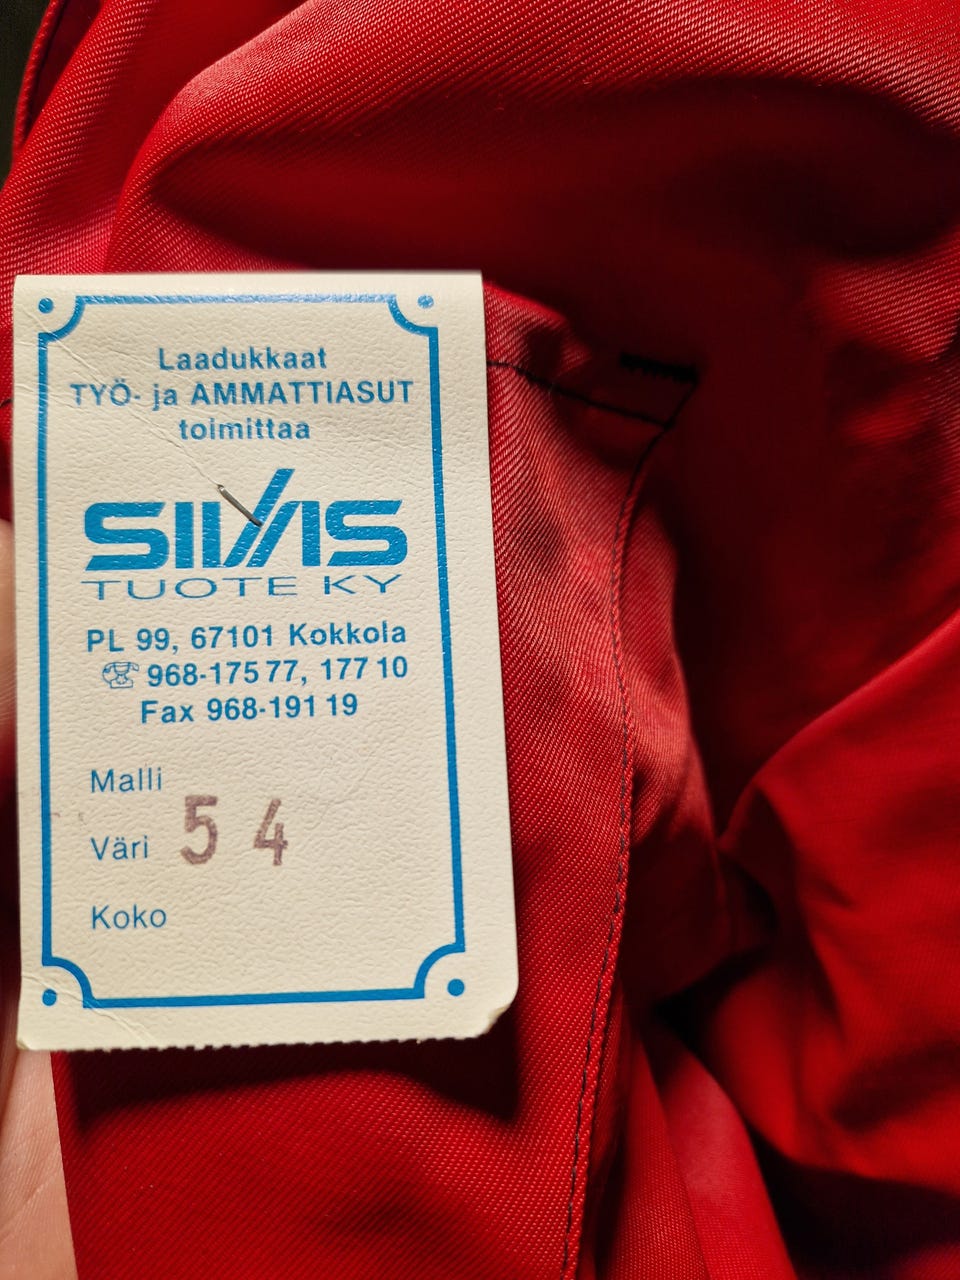 Laadukkaat
TYÖ- ja AMMATTIASUT
toimittaa
SIIVIS
TUOTE KY
PL 99, 67101 Kokkola
☎ 968-175 77, 177 10
Fax 968-191 19
Malli
Väri 54
Koko